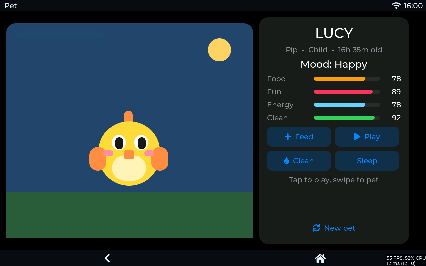 Pet
16:00
LUCY
Pip - Child - 16h 35m old
Mood: Happy
Food 78
Fun 89
Energy 78
Clean 92
Feed
Play
Clean
Sleep
Tap to play, swipe to pet
New pet